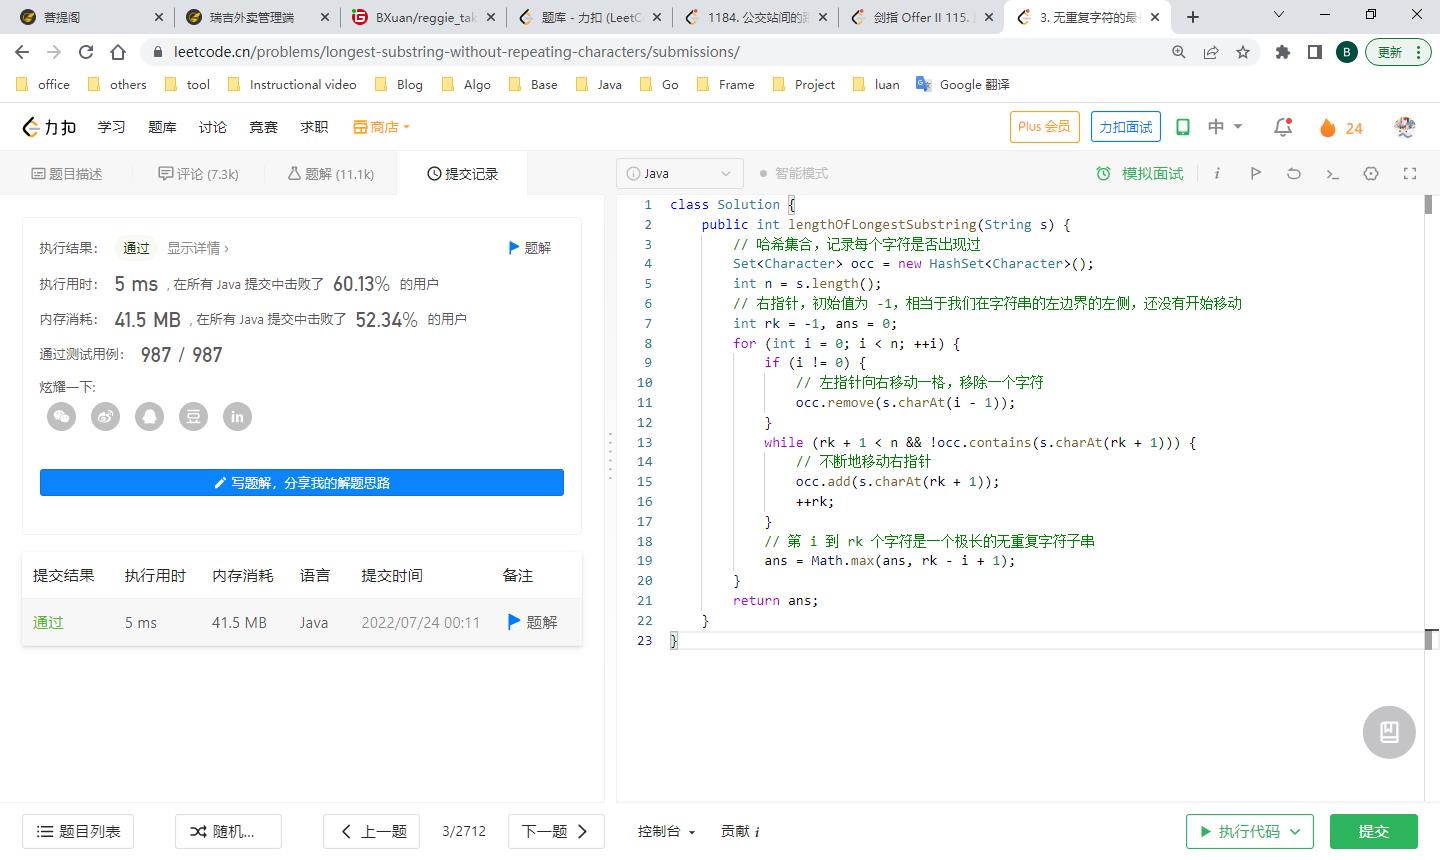 菩提阁
瑞吉外卖管理端
BXuan/reggie_tak
题库 - 力扣 (LeetC
1184. 公交站间的距
剑指 Offer II 115.
3. 无重复字符的最
leetcode.cn/problems/longest-substring-without-repeating-characters/submissions/
B
更新
office others tool Instructional video Blog Algo Base Java Go Frame Project luan Google 翻译
力扣 学习 题库 讨论 竞赛 求职 商店
Plus 会员 力扣面试 中 24
题目描述 评论 (7.3k) 题解 (11.1k) 提交记录
Java 智能模式 模拟面试
执行结果: 通过 显示详情 › 题解
执行用时: 5 ms , 在所有 Java 提交中击败了 60.13% 的用户
内存消耗: 41.5 MB , 在所有 Java 提交中击败了 52.34% 的用户
通过测试用例: 987 / 987
炫耀一下:
豆
in
写题解，分享我的解题思路
提交结果 执行用时 内存消耗 语言 提交时间 备注
通过 5 ms 41.5 MB Java 2022/07/24 00:11 题解
1 class Solution {
2 public int lengthOfLongestSubstring(String s) {
3 // 哈希集合，记录每个字符是否出现过
4 Set<Character> occ = new HashSet<Character>();
5 int n = s.length();
6 // 右指针，初始值为 -1，相当于我们在字符串的左边界的左侧，还没有开始移动
7 int rk = -1, ans = 0;
8 for (int i = 0; i < n; ++i) {
9 if (i != 0) {
10 // 左指针向右移动一格，移除一个字符
11 occ.remove(s.charAt(i - 1));
12 }
13 while (rk + 1 < n && !occ.contains(s.charAt(rk + 1))) {
14 // 不断地移动右指针
15 occ.add(s.charAt(rk + 1));
16 ++rk;
17 }
18 // 第 i 到 rk 个字符是一个极长的无重复字符子串
19 ans = Math.max(ans, rk - i + 1);
20 }
21 return ans;
22 }
23 }
题目列表 随机... 上一题 3/2712 下一题 控制台 贡献 i 执行代码 提交